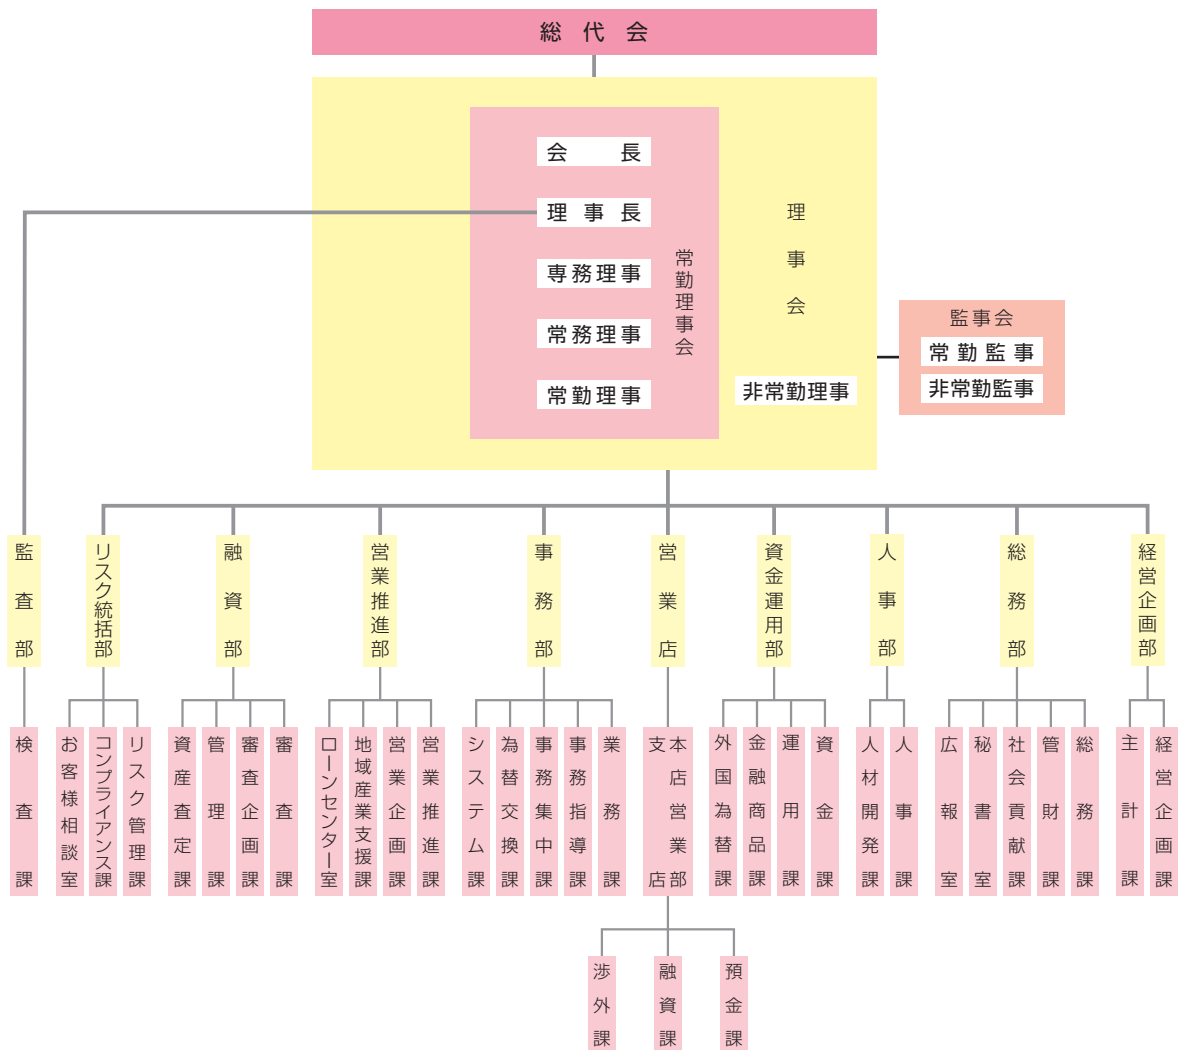 総代会
会長
理事長
専務理事
常務理事
常勤理事
常勤理事会
理事会
非常勤理事
監事会
常勤監事
非常勤監事
監査部
リスク統括部
融資部
営業推進部
事務部
営業店
資金運用部
人事部
総務部
経営企画部
検査課
お客様相談室
コンプライアンス課
リスク管理課
資産査定課
管理課
審査企画課
審査課
ローンセンター室
地域産業支援課
営業企画課
営業推進課
システム課
為替交換課
事務集中課
事務指導課
業務課
本店営業部
支店
外国為替課
金融商品課
運用課
資金課
人材開発課
人事課
広報室
秘書室
社会貢献課
管財課
総務課
主計課
経営企画課
渉外課
融資課
預金課